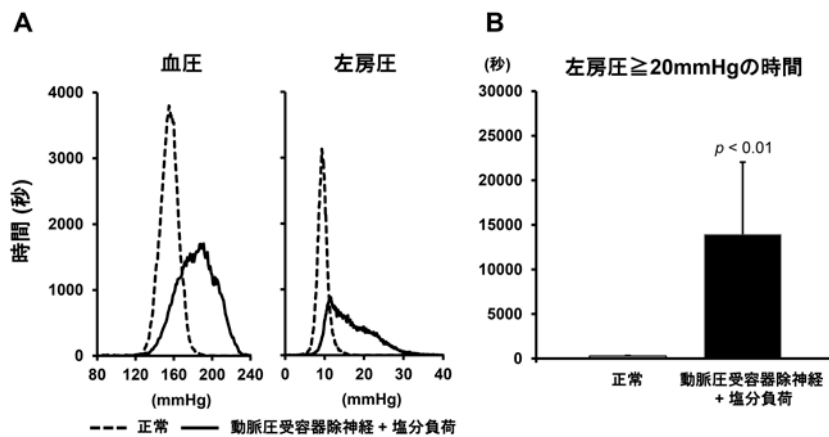 A
血圧
左房圧
時間 (秒)
4000
3000
2000
1000
0
80 120 160 200 240
(mmHg)
0 10 20 30 40
(mmHg)
正常
動脈圧受容器除神経 + 塩分負荷
B
(秒)
左房圧≧20mmHgの時間
30000
25000
20000
15000
10000
5000
0
p < 0.01
正常
動脈圧受容器除神経
+ 塩分負荷